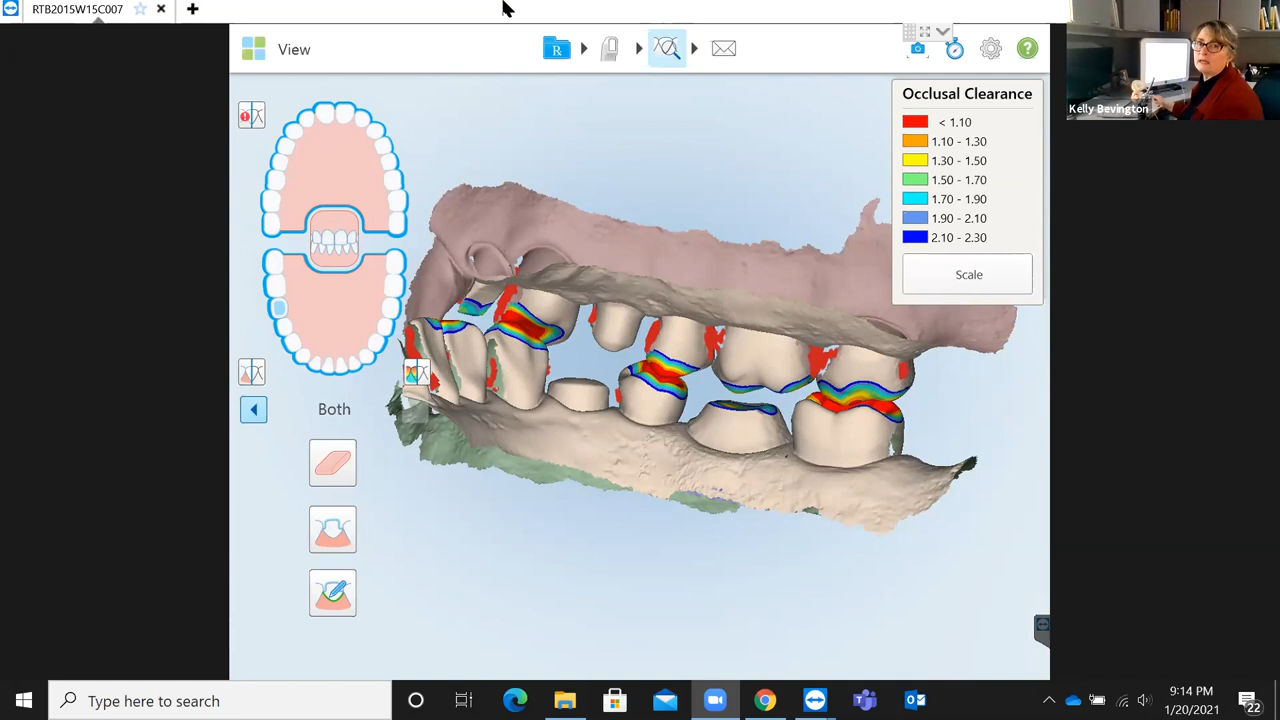 RTB2015W15C007
View
Rx
Kelly Bevington
Occlusal Clearance
< 1.10
1.10 - 1.30
1.30 - 1.50
1.50 - 1.70
1.70 - 1.90
1.90 - 2.10
2.10 - 2.30
Scale
Both
Type here to search
9:14 PM
1/20/2021
22